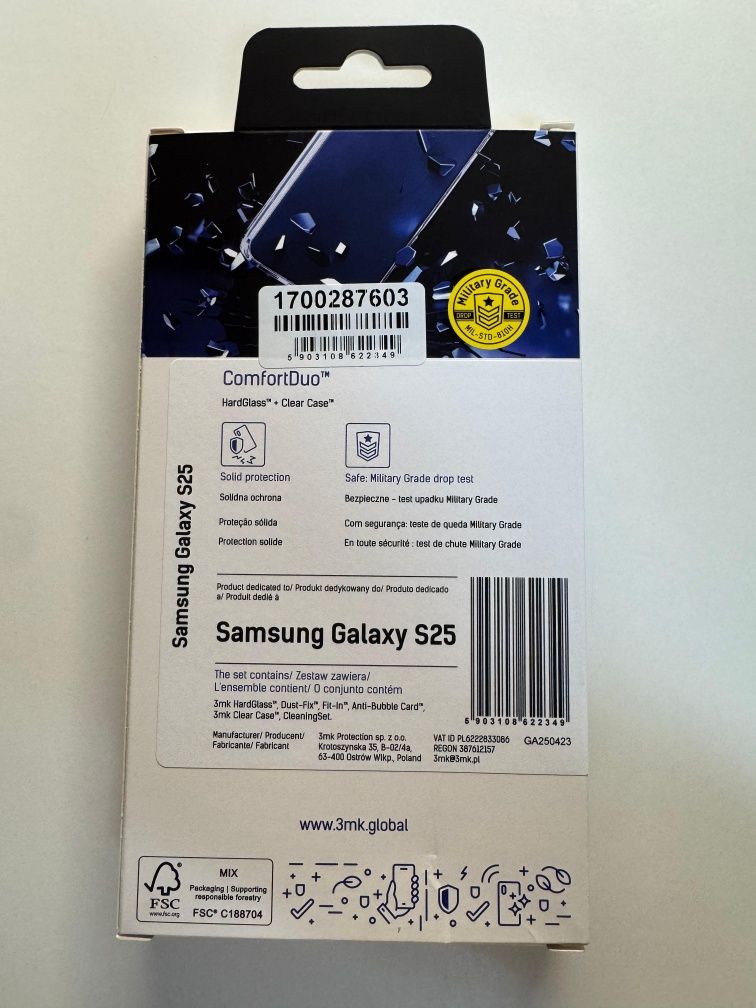 Military Grade
DROP TEST
MIL-STD-810H
1700287603
5 903108 622349
ComfortDuo™
HardGlass™ + Clear Case™
Solid protection
Safe: Military Grade drop test
Solidna ochrona
Bezpieczne – test upadku Military Grade
Proteção sólida
Com segurança: teste de queda Military Grade
Protection solide
En toute sécurité : test de chute Military Grade
Samsung Galaxy S25
Product dedicated to/ Produkt dedykowany do/ Produto dedicado
a/ Produit dedié à
Samsung Galaxy S25
The set contains/ Zestaw zawiera/
L'ensemble contient/ O conjunto contém
3mk HardGlass™, Dust-Fix™, Fit-In™, Anti-Bubble Card™,
3mk Clear Case™, CleaningSet.
5 903108 622349
Manufacturer/ Producent/
Fabricante/ Fabricant
3mk Protection sp. z o.o.
Krotoszynska 35, B-02/4a,
63-400 Ostrów Wlkp., Poland
VAT ID PL6222833086
REGON 387612157
3mk@3mk.pl
GA250423
www.3mk.global
FSC
www.fsc.org
MIX
Packaging | Supporting
responsible forestry
FSC® C188704